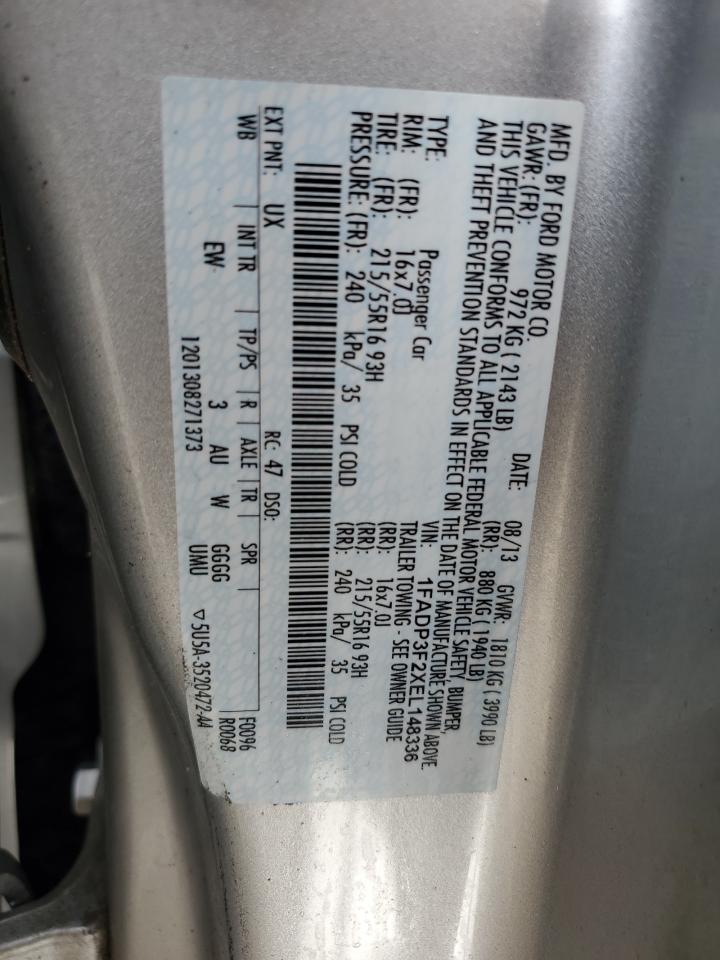 MFD. BY FORD MOTOR CO.
DATE: 08/13 GVWR: 1810 KG ( 3990 LB)
GAWR: (FR): 972 KG ( 2143 LB) (RR): 880 KG ( 1940 LB)
THIS VEHICLE CONFORMS TO ALL APPLICABLE FEDERAL MOTOR VEHICLE SAFETY, BUMPER,
AND THEFT PREVENTION STANDARDS IN EFFECT ON THE DATE OF MANUFACTURE SHOWN ABOVE.
VIN: 1FADP3F2XEL148336
TYPE: Passenger Car TRAILER TOWING - SEE OWNER GUIDE
RIM: (FR): 16x7.0J (RR): 16x7.0J
TIRE: (FR): 215/55R16 93H (RR): 215/55R16 93H
PRESSURE: (FR): 240 kPa/ 35 PSI COLD (RR): 240 kPa/ 35 PSI COLD
EXT PNT: UX RC: 47 DSO: F0096
WB INT TR TP/PS R AXLE TR SPR R0068
EW 3 AU W GGGG
UMU
1201308271373 ▽5U5A-3520472-AA